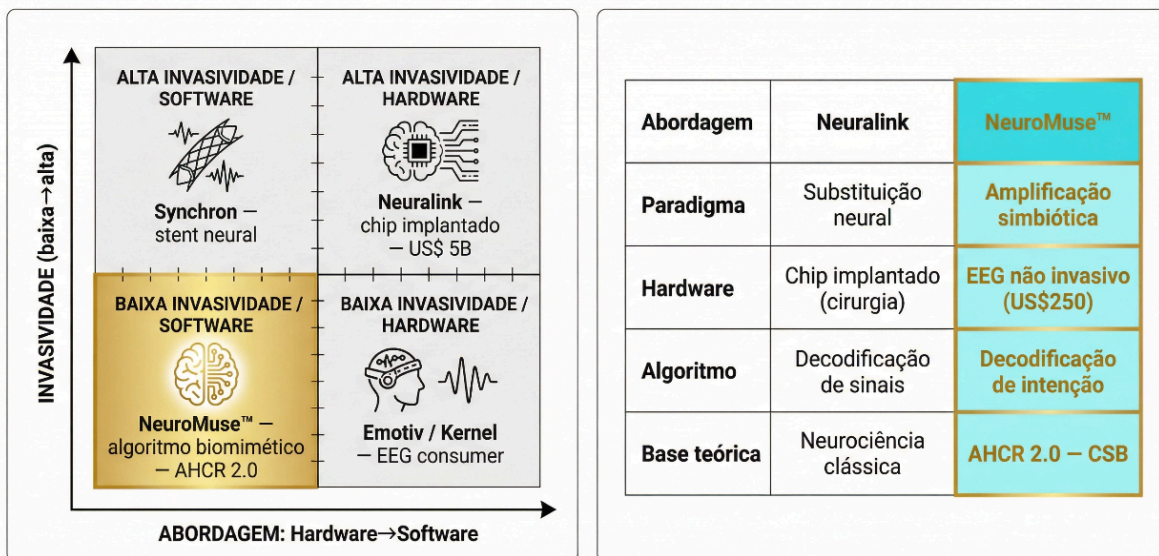 INVASIVIDADE (baixa→alta)
ALTA INVASIVIDADE /
SOFTWARE
Synchron —
stent neural
ALTA INVASIVIDADE /
HARDWARE
Neuralink —
chip implantado
— US$ 5B
BAIXA INVASIVIDADE /
SOFTWARE
NeuroMuse™ —
algoritmo biomimético
— AHCR 2.0
BAIXA INVASIVIDADE /
HARDWARE
Emotiv / Kernel
— EEG consumer
ABORDAGEM: Hardware→Software
Abordagem
Neuralink
NeuroMuse™
Paradigma
Substituição
neural
Amplificação
simbiótica
Hardware
Chip implantado
(cirurgia)
EEG não invasivo
(US$250)
Algoritmo
Decodificação
de sinais
Decodificação
de intenção
Base teórica
Neurociência
clássica
AHCR 2.0 — CSB